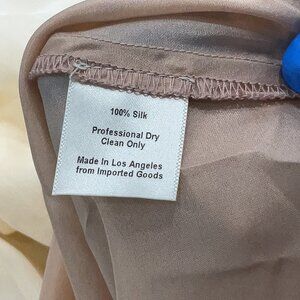 100% Silk
Professional Dry
Clean Only
Made In Los Angeles
from Imported Goods